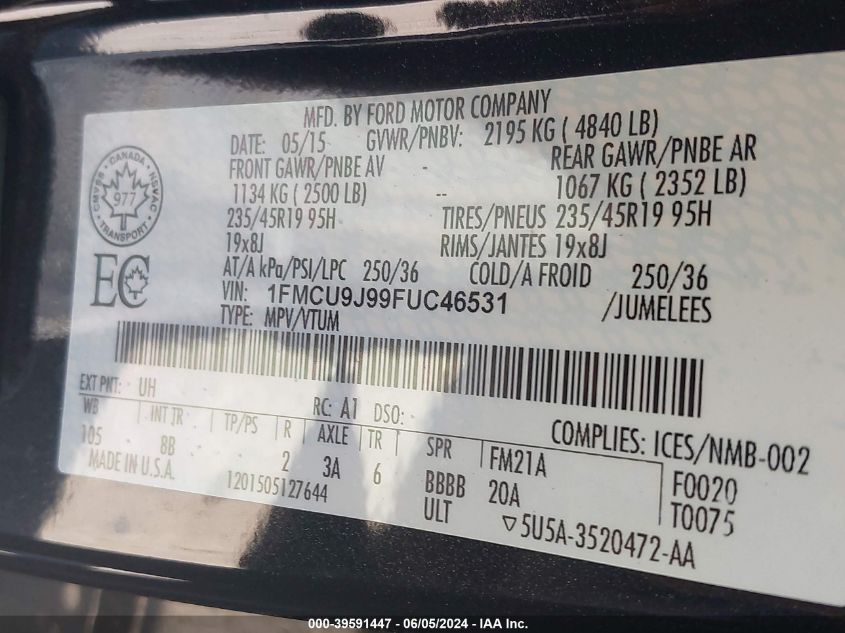 MFD. BY FORD MOTOR COMPANY
DATE: 05/15 GVWR/PNBV: 2195 KG ( 4840 LB)
FRONT GAWR/PNBE AV - REAR GAWR/PNBE AR
1134 KG ( 2500 LB) -- 1067 KG ( 2352 LB)
235/45R19 95H TIRES/PNEUS 235/45R19 95H
19x8J RIMS/JANTES 19x8J
AT/A kPa/PSI/LPC 250/36 COLD/A FROID 250/36
VIN: 1FMCU9J99FUC46531 /JUMELEES
TYPE: MPV/VTUM
CANADA
NSVAC
TRANSPORT
977
EC
EXT PNT: UH RC: A1 DSO:
COMPLIES: ICES/NMB-002
WB INT TR TP/PS R AXLE TR SPR FM21A F0020
105 8B 2 3A 6 BBBB 20A T0075
MADE IN U.S.A. 1201505127644 ULT ▽5U5A-3520472-AA
000-39591447 - 06/05/2024 - IAA Inc.